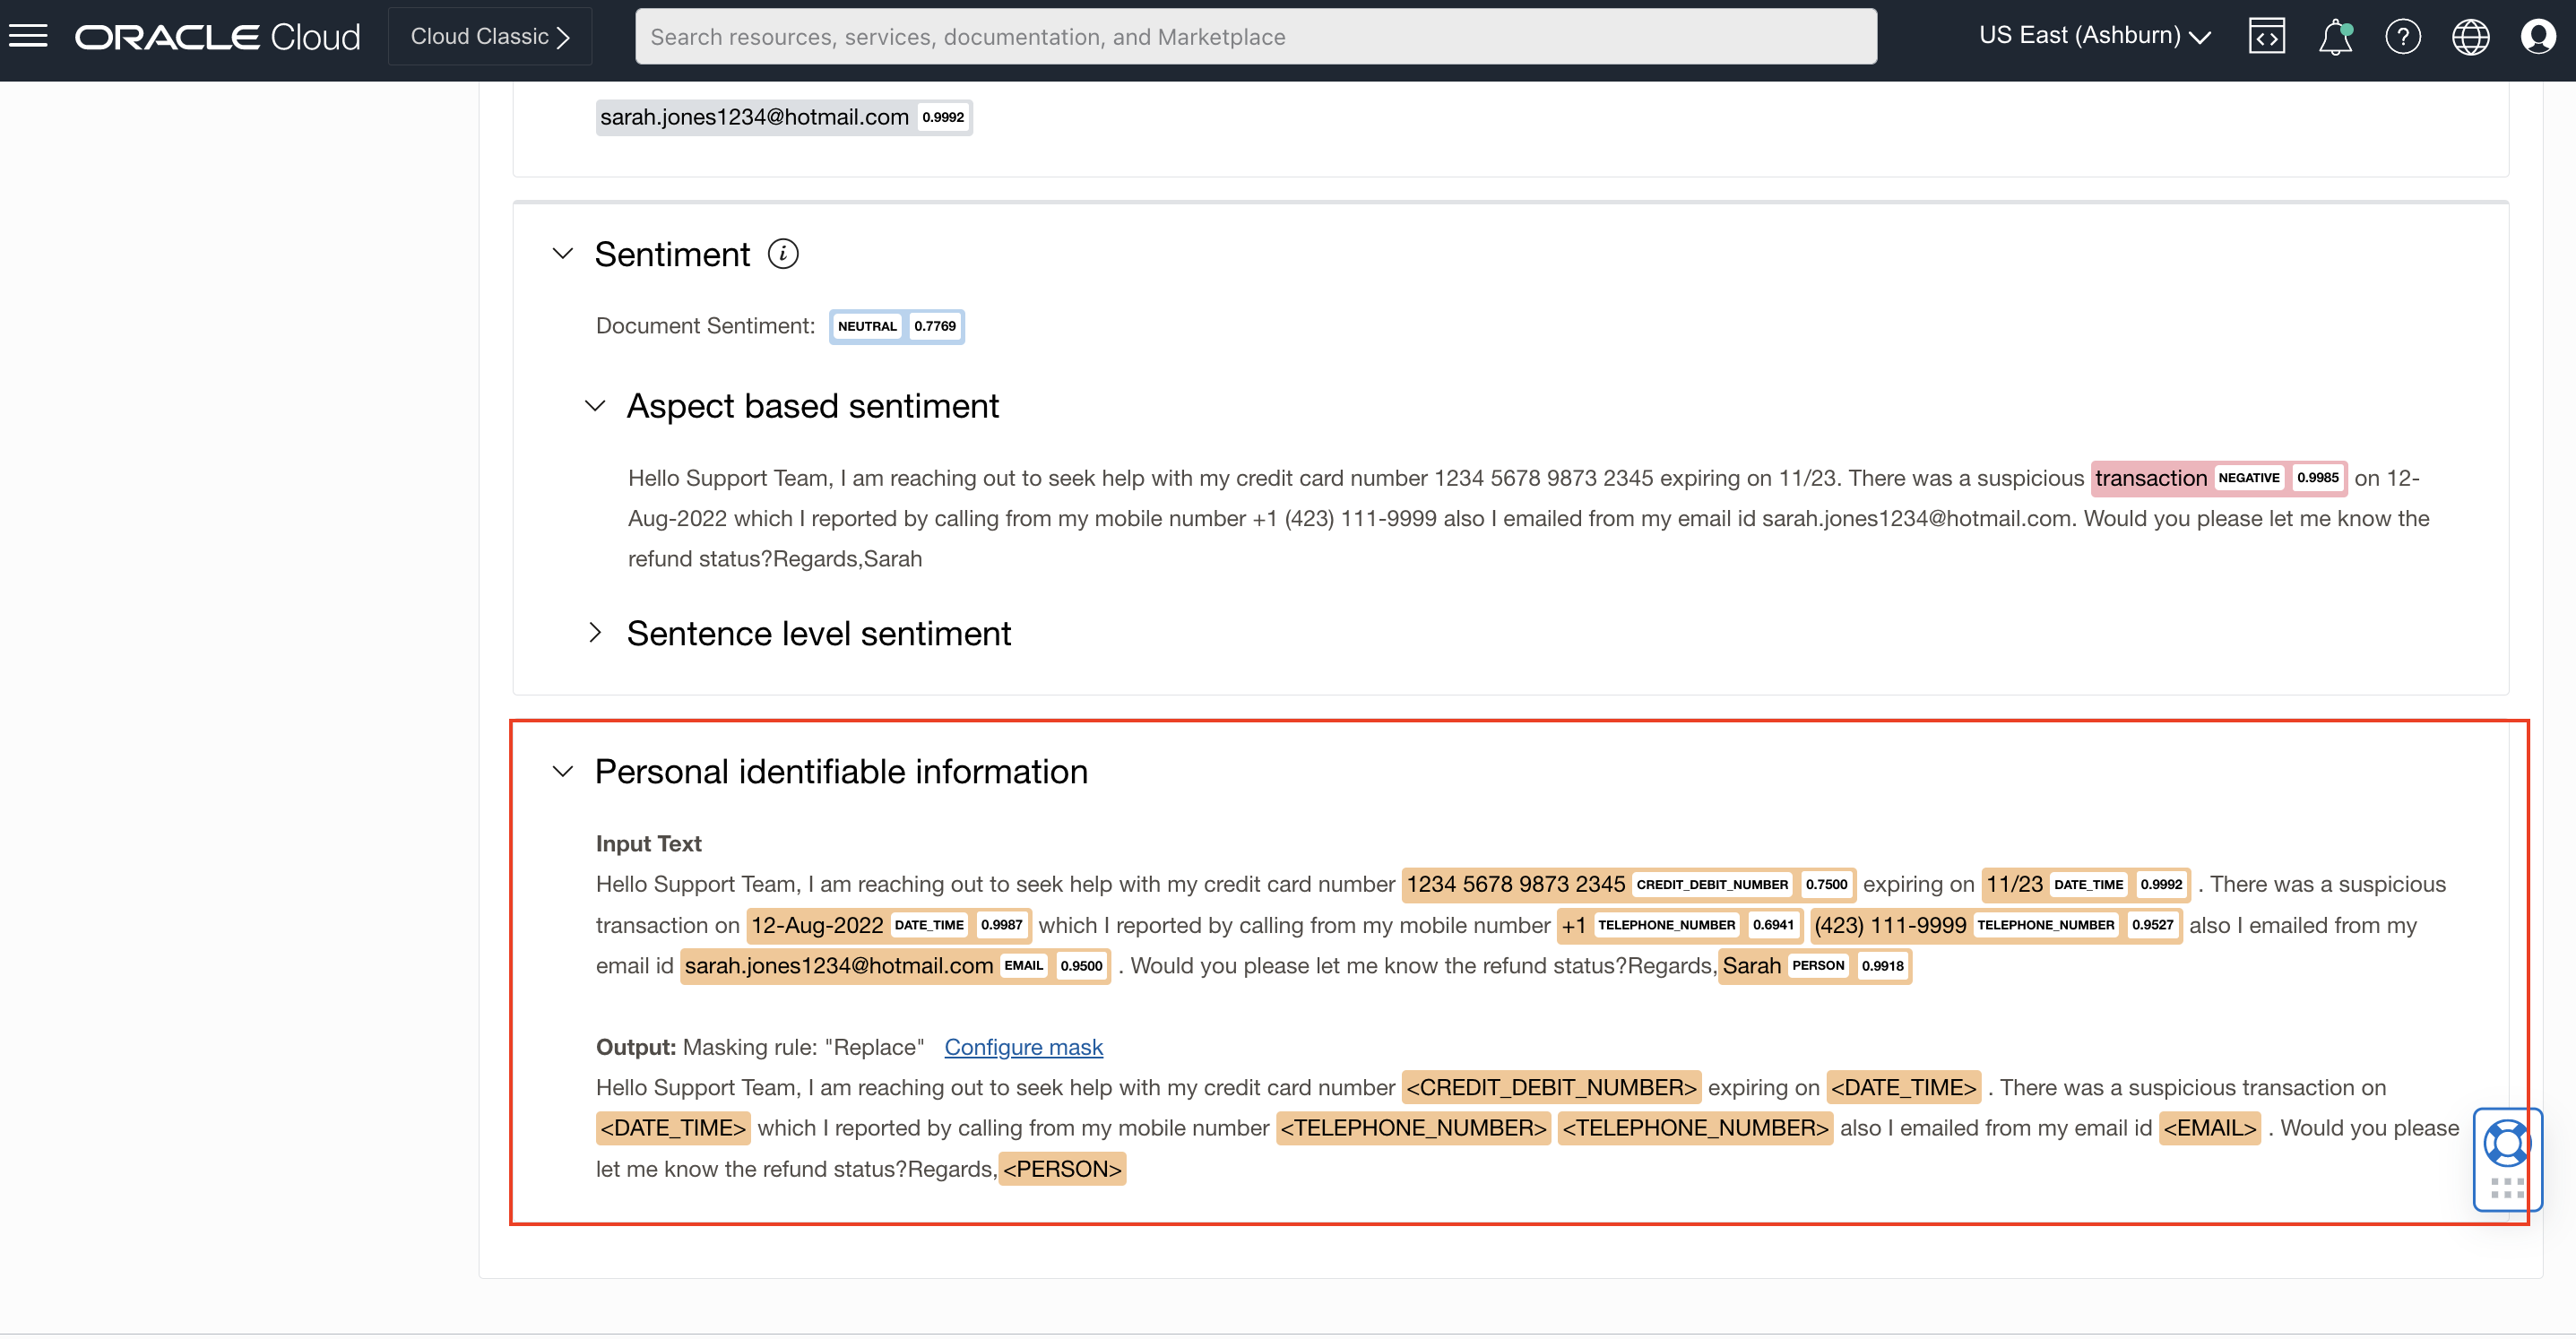 ORACLE Cloud Cloud Classic Search resources, services, documentation, and Marketplace US East (Ashburn)
sarah.jones1234@hotmail.com 0.9992
Sentiment i
Document Sentiment: NEUTRAL 0.7769
Aspect based sentiment
Hello Support Team, I am reaching out to seek help with my credit card number 1234 5678 9873 2345 expiring on 11/23. There was a suspicious transaction NEGATIVE 0.9985 on 12-
Aug-2022 which I reported by calling from my mobile number +1 (423) 111-9999 also I emailed from my email id sarah.jones1234@hotmail.com. Would you please let me know the
refund status?Regards,Sarah
Sentence level sentiment
Personal identifiable information
Input Text
Hello Support Team, I am reaching out to seek help with my credit card number 1234 5678 9873 2345 CREDIT_DEBIT_NUMBER 0.7500 expiring on 11/23 DATE_TIME 0.9992 . There was a suspicious
transaction on 12-Aug-2022 DATE_TIME 0.9987 which I reported by calling from my mobile number +1 TELEPHONE_NUMBER 0.6941 (423) 111-9999 TELEPHONE_NUMBER 0.9527 also I emailed from my
email id sarah.jones1234@hotmail.com EMAIL 0.9500 . Would you please let me know the refund status?Regards,Sarah PERSON 0.9918
Output: Masking rule: "Replace" Configure mask
Hello Support Team, I am reaching out to seek help with my credit card number <CREDIT_DEBIT_NUMBER> expiring on <DATE_TIME> . There was a suspicious transaction on
<DATE_TIME> which I reported by calling from my mobile number <TELEPHONE_NUMBER> <TELEPHONE_NUMBER> also I emailed from my email id <EMAIL> . Would you please
let me know the refund status?Regards,<PERSON>